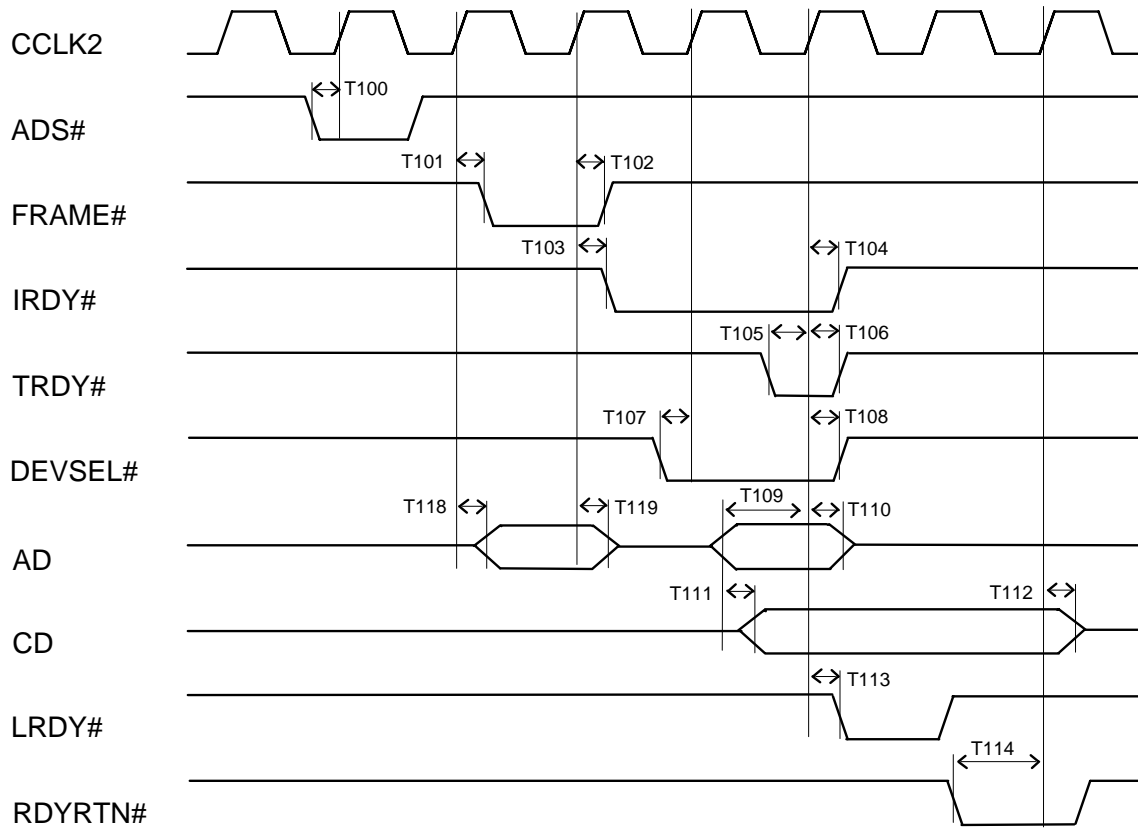 CCLK2
T100
ADS#
T101
T102
FRAME#
T103
T104
IRDY#
T105
T106
TRDY#
T107
T108
DEVSEL#
T118
T119
T109
T110
AD
T111
T112
CD
T113
LRDY#
T114
RDYRTN#